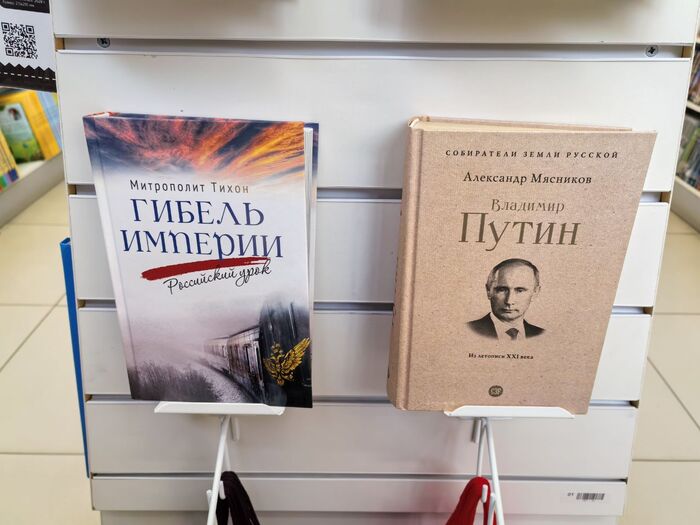 Митрополит Тихон
ГИБЕЛЬ
ИМПЕРИИ
Российский урок
СОБИРАТЕЛИ ЗЕМЛИ РУССКОЙ
Александр Мясников
Владимир
Путин
Из летописи XXI века